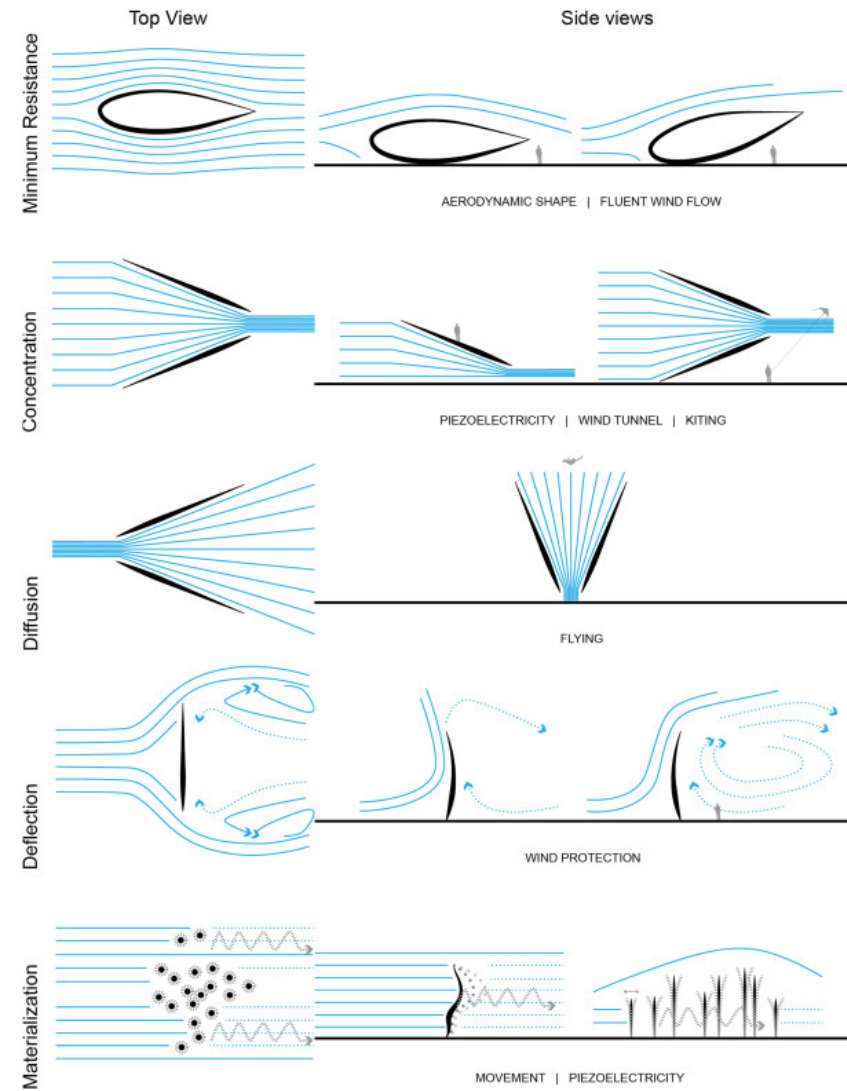 Top View
Side views
Minimum Resistance
AERODYNAMIC SHAPE | FLUENT WIND FLOW
Concentration
PIEZOELECTRICITY | WIND TUNNEL | KITING
Diffusion
FLYING
Deflection
WIND PROTECTION
Materialization
MOVEMENT | PIEZOELECTRICITY